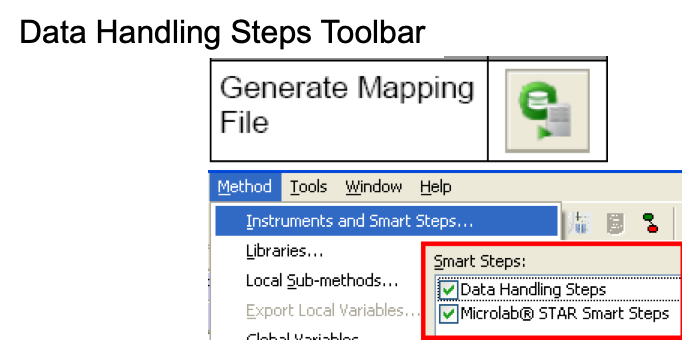 Data Handling Steps Toolbar
Generate Mapping
File
Method Tools Window Help
Instruments and Smart Steps...
Libraries...
Smart Steps:
Local Sub-methods...
Data Handling Steps
Export Local Variables...
Microlab® STAR Smart Steps
Global Variables